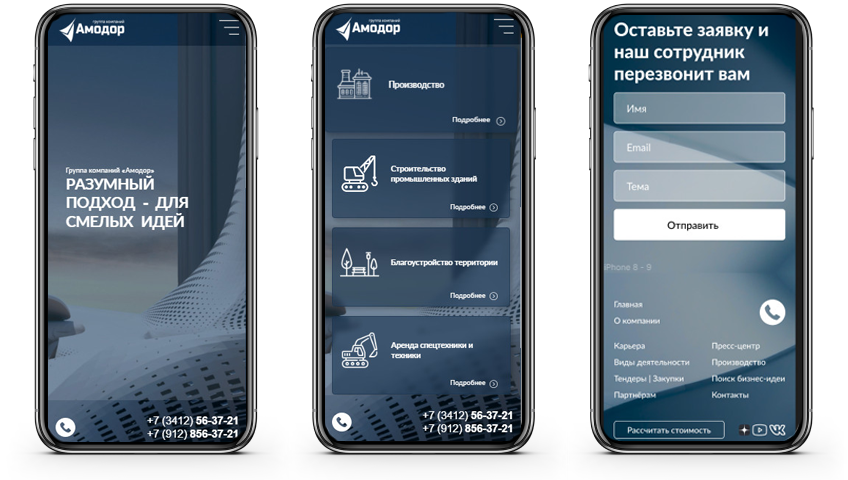 группа компаний
Амодор
Группа компаний «Амодор»
РАЗУМНЫЙ
ПОДХОД - ДЛЯ
СМЕЛЫХ ИДЕЙ
+7 (3412) 56-37-21
+7 (912) 856-37-21
группа компаний
Амодор
Производство
Подробнее
Строительство
промышленных зданий
Подробнее
Благоустройство территории
Подробнее
Аренда спецтехники и
техники
Подробнее
+7 (3412) 56-37-21
+7 (912) 856-37-21
Оставьте заявку и
наш сотрудник
перезвонит вам
Имя
Email
Тема
Отправить
iPhone 8 - 9
Главная
О компании
Карьера
Пресс-центр
Виды деятельности
Производство
Тендеры | Закупки
Поиск бизнес-идеи
Партнёрам
Контакты
Рассчитать стоимость